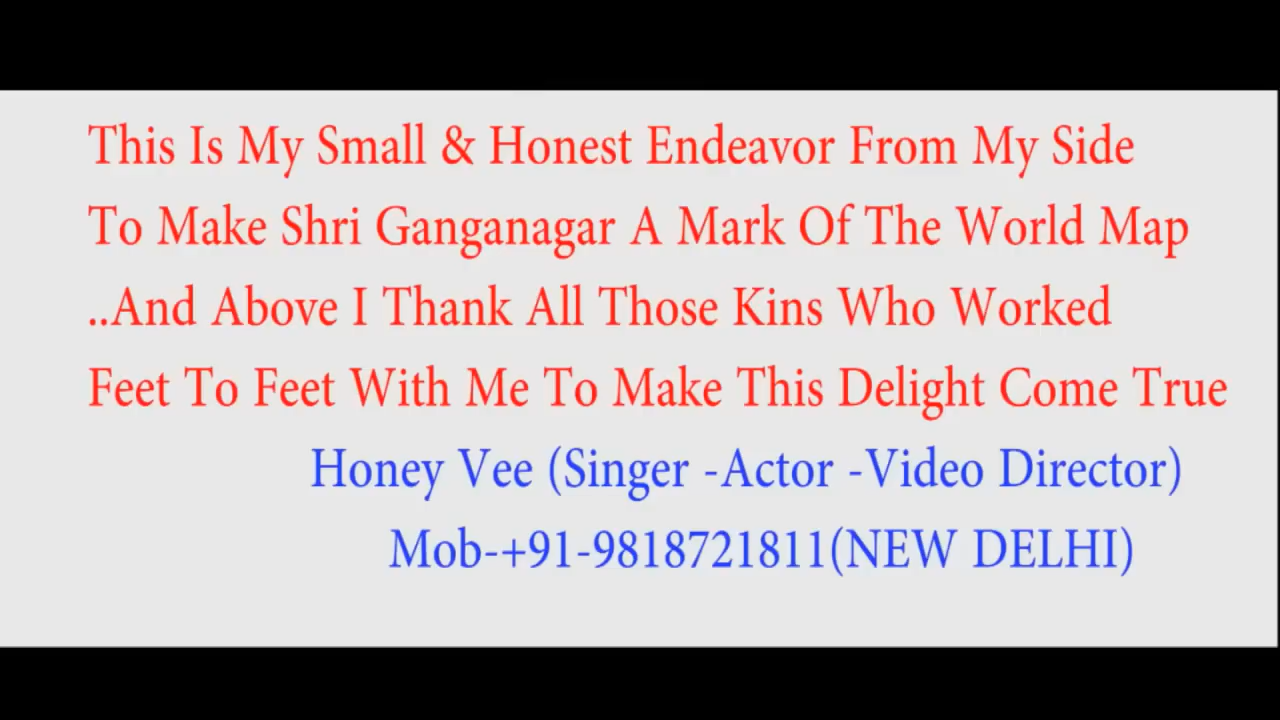 This Is My Small & Honest Endeavor From My Side
To Make Shri Ganganagar A Mark Of The World Map
..And Above I Thank All Those Kins Who Worked
Feet To Feet With Me To Make This Delight Come True
Honey Vee (Singer -Actor -Video Director)
Mob-+91-9818721811(NEW DELHI)